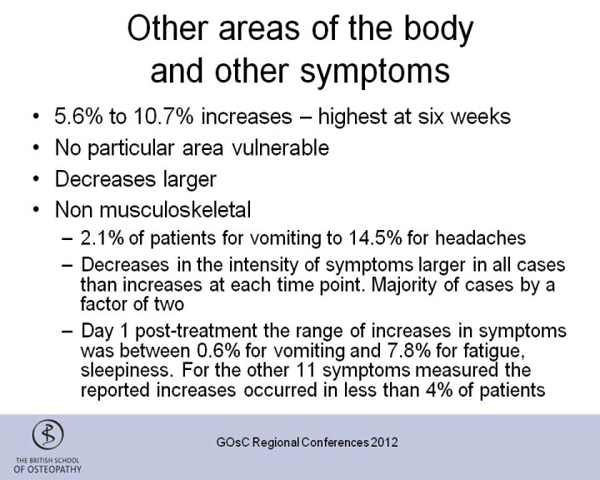 Other areas of the body
and other symptoms
• 5.6% to 10.7% increases – highest at six weeks
• No particular area vulnerable
• Decreases larger
• Non musculoskeletal
– 2.1% of patients for vomiting to 14.5% for headaches
– Decreases in the intensity of symptoms larger in all cases
than increases at each time point. Majority of cases by a
factor of two
– Day 1 post-treatment the range of increases in symptoms
was between 0.6% for vomiting and 7.8% for fatigue,
sleepiness. For the other 11 symptoms measured the
reported increases occurred in less than 4% of patients
GOsC Regional Conferences 2012
THE BRITISH SCHOOL
OF OSTEOPATHY